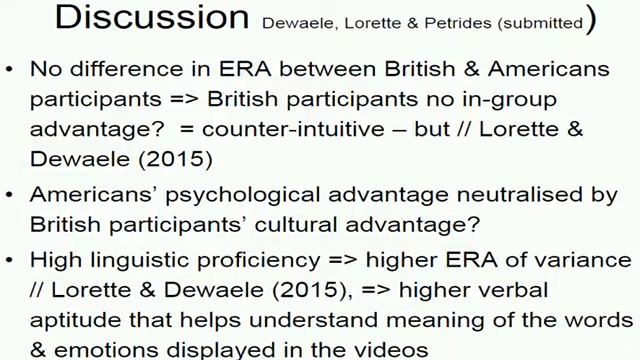 Discussion Dewaele, Lorette & Petrides (submitted)
• No difference in ERA between British & Americans
participants => British participants no in-group
advantage? = counter-intuitive – but // Lorette &
Dewaele (2015)
• Americans’ psychological advantage neutralised by
British participants’ cultural advantage?
• High linguistic proficiency => higher ERA of variance
// Lorette & Dewaele (2015), => higher verbal
aptitude that helps understand meaning of the words
& emotions displayed in the videos